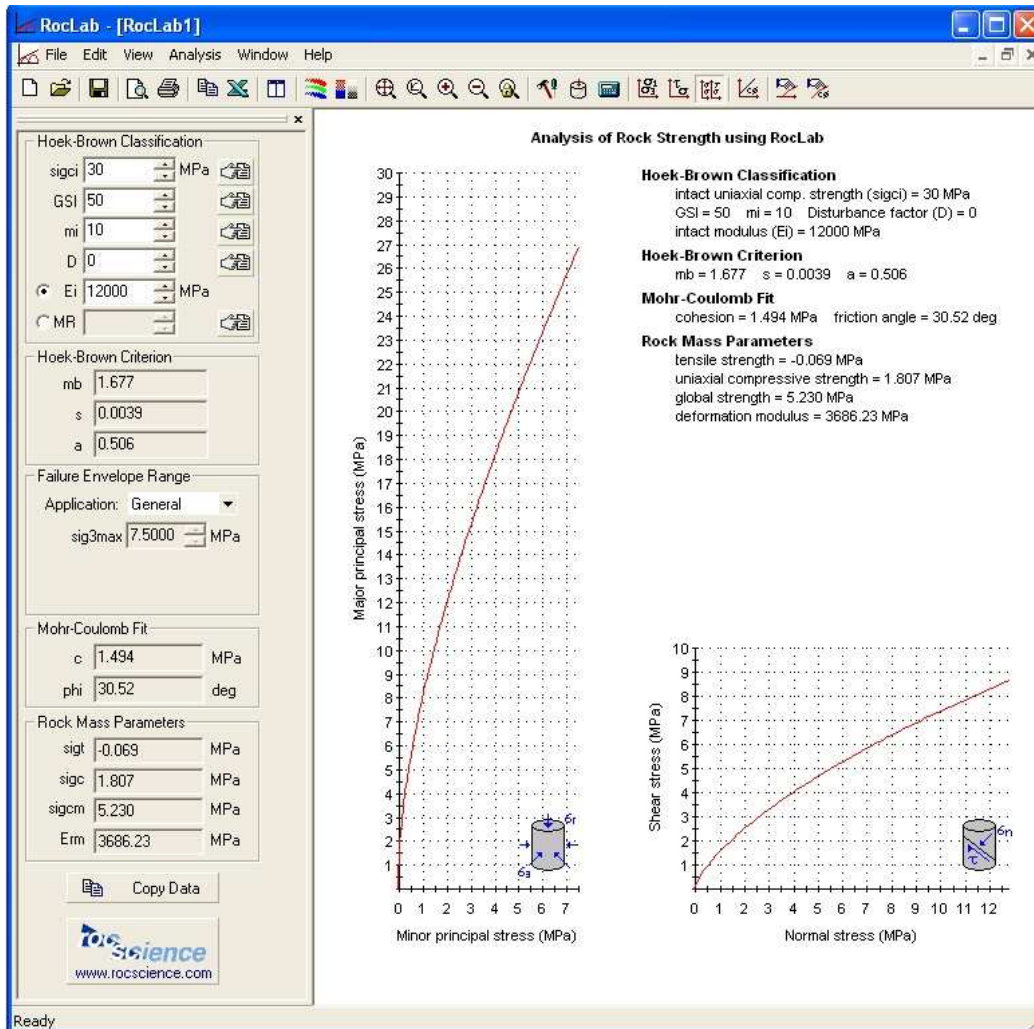 RocLab - [RocLab1]
File Edit View Analysis Window Help
Hoek-Brown Classification
sigci 30 MPa
GSI 50
mi 10
D 0
Ei 12000 MPa
MR
Hoek-Brown Criterion
mb 1.677
s 0.0039
a 0.506
Failure Envelope Range
Application: General
sig3max 7.5000 MPa
Mohr-Coulomb Fit
c 1.494 MPa
phi 30.52 deg
Rock Mass Parameters
sigt -0.069 MPa
sigc 1.807 MPa
sigcm 5.230 MPa
Erm 3686.23 MPa
Copy Data
rocscience
www.rocscience.com
Analysis of Rock Strength using RocLab
Hoek-Brown Classification
intact uniaxial comp. strength (sigci) = 30 MPa
GSI = 50 mi = 10 Disturbance factor (D) = 0
intact modulus (Ei) = 12000 MPa
Hoek-Brown Criterion
mb = 1.677 s = 0.0039 a = 0.506
Mohr-Coulomb Fit
cohesion = 1.494 MPa friction angle = 30.52 deg
Rock Mass Parameters
tensile strength = -0.069 MPa
uniaxial compressive strength = 1.807 MPa
global strength = 5.230 MPa
deformation modulus = 3686.23 MPa
Major principal stress (MPa)
30
29
28
27
26
25
24
23
22
21
20
19
18
17
16
15
14
13
12
11
10
9
8
7
6
5
4
3
2
1
0 1 2 3 4 5 6 7
Minor principal stress (MPa)
Shear stress (MPa)
10
9
8
7
6
5
4
3
2
1
τ
0 1 2 3 4 5 6 7 8 9 10 11 12
Normal stress (MPa)
Ready